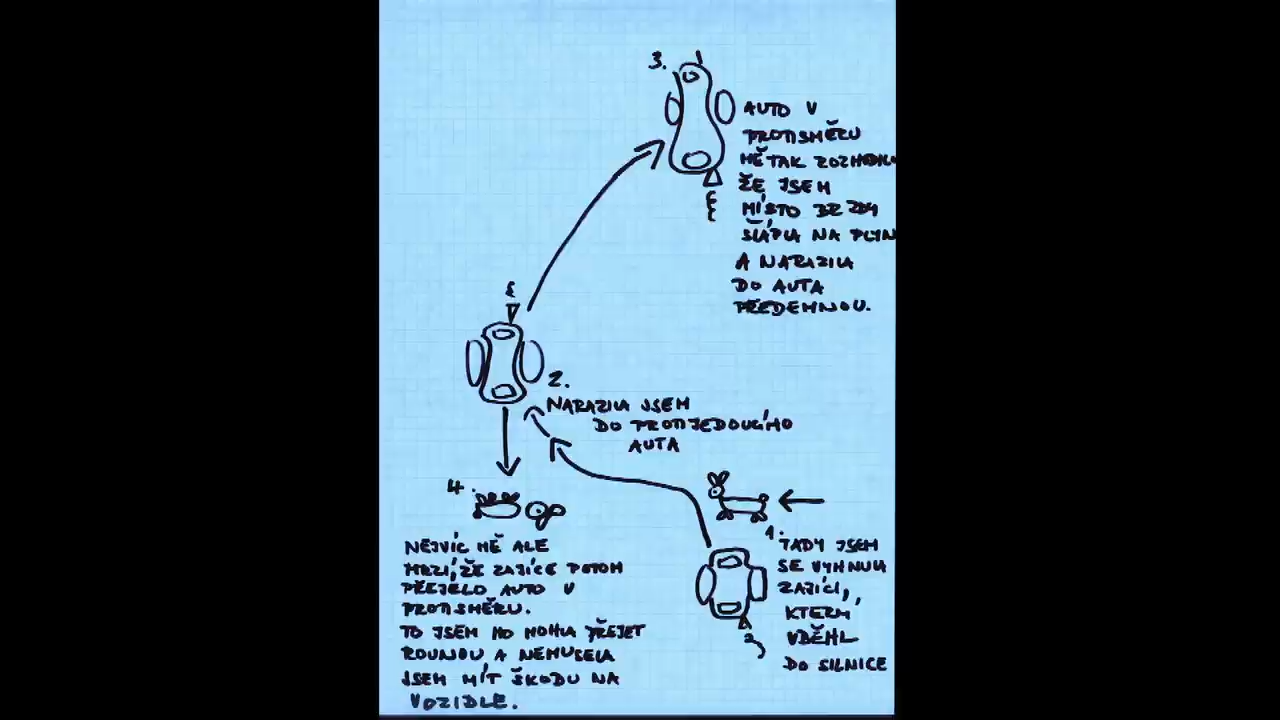 1.
TADY JSEM
SE VYHNULA
ZAJÍCI,
KTERÝ
VBĚHL
DO SILNICE
2.
NARAZILA JSEM
DO PROTIJEDOUCÍHO
AUTA
3.
AUTO V
PROTISMĚRU
MĚ TAK ROZHODILO
ŽE JSEM
MÍSTO BRZDY
ŠLÁPLA NA PLYN
A NARAZILA
DO AUTA
PŘEDEMNOU.
4.
NEJVÍC MĚ ALE
MRZÍ, ŽE ZAJÍCE POTOM
PŘEJELO AUTO V
PROTISMĚRU.
TO JSEM HO MOHLA PŘEJET
ROVNOU A NEMUSELA
JSEM MÍT ŠKODU NA
VOZIDLE.